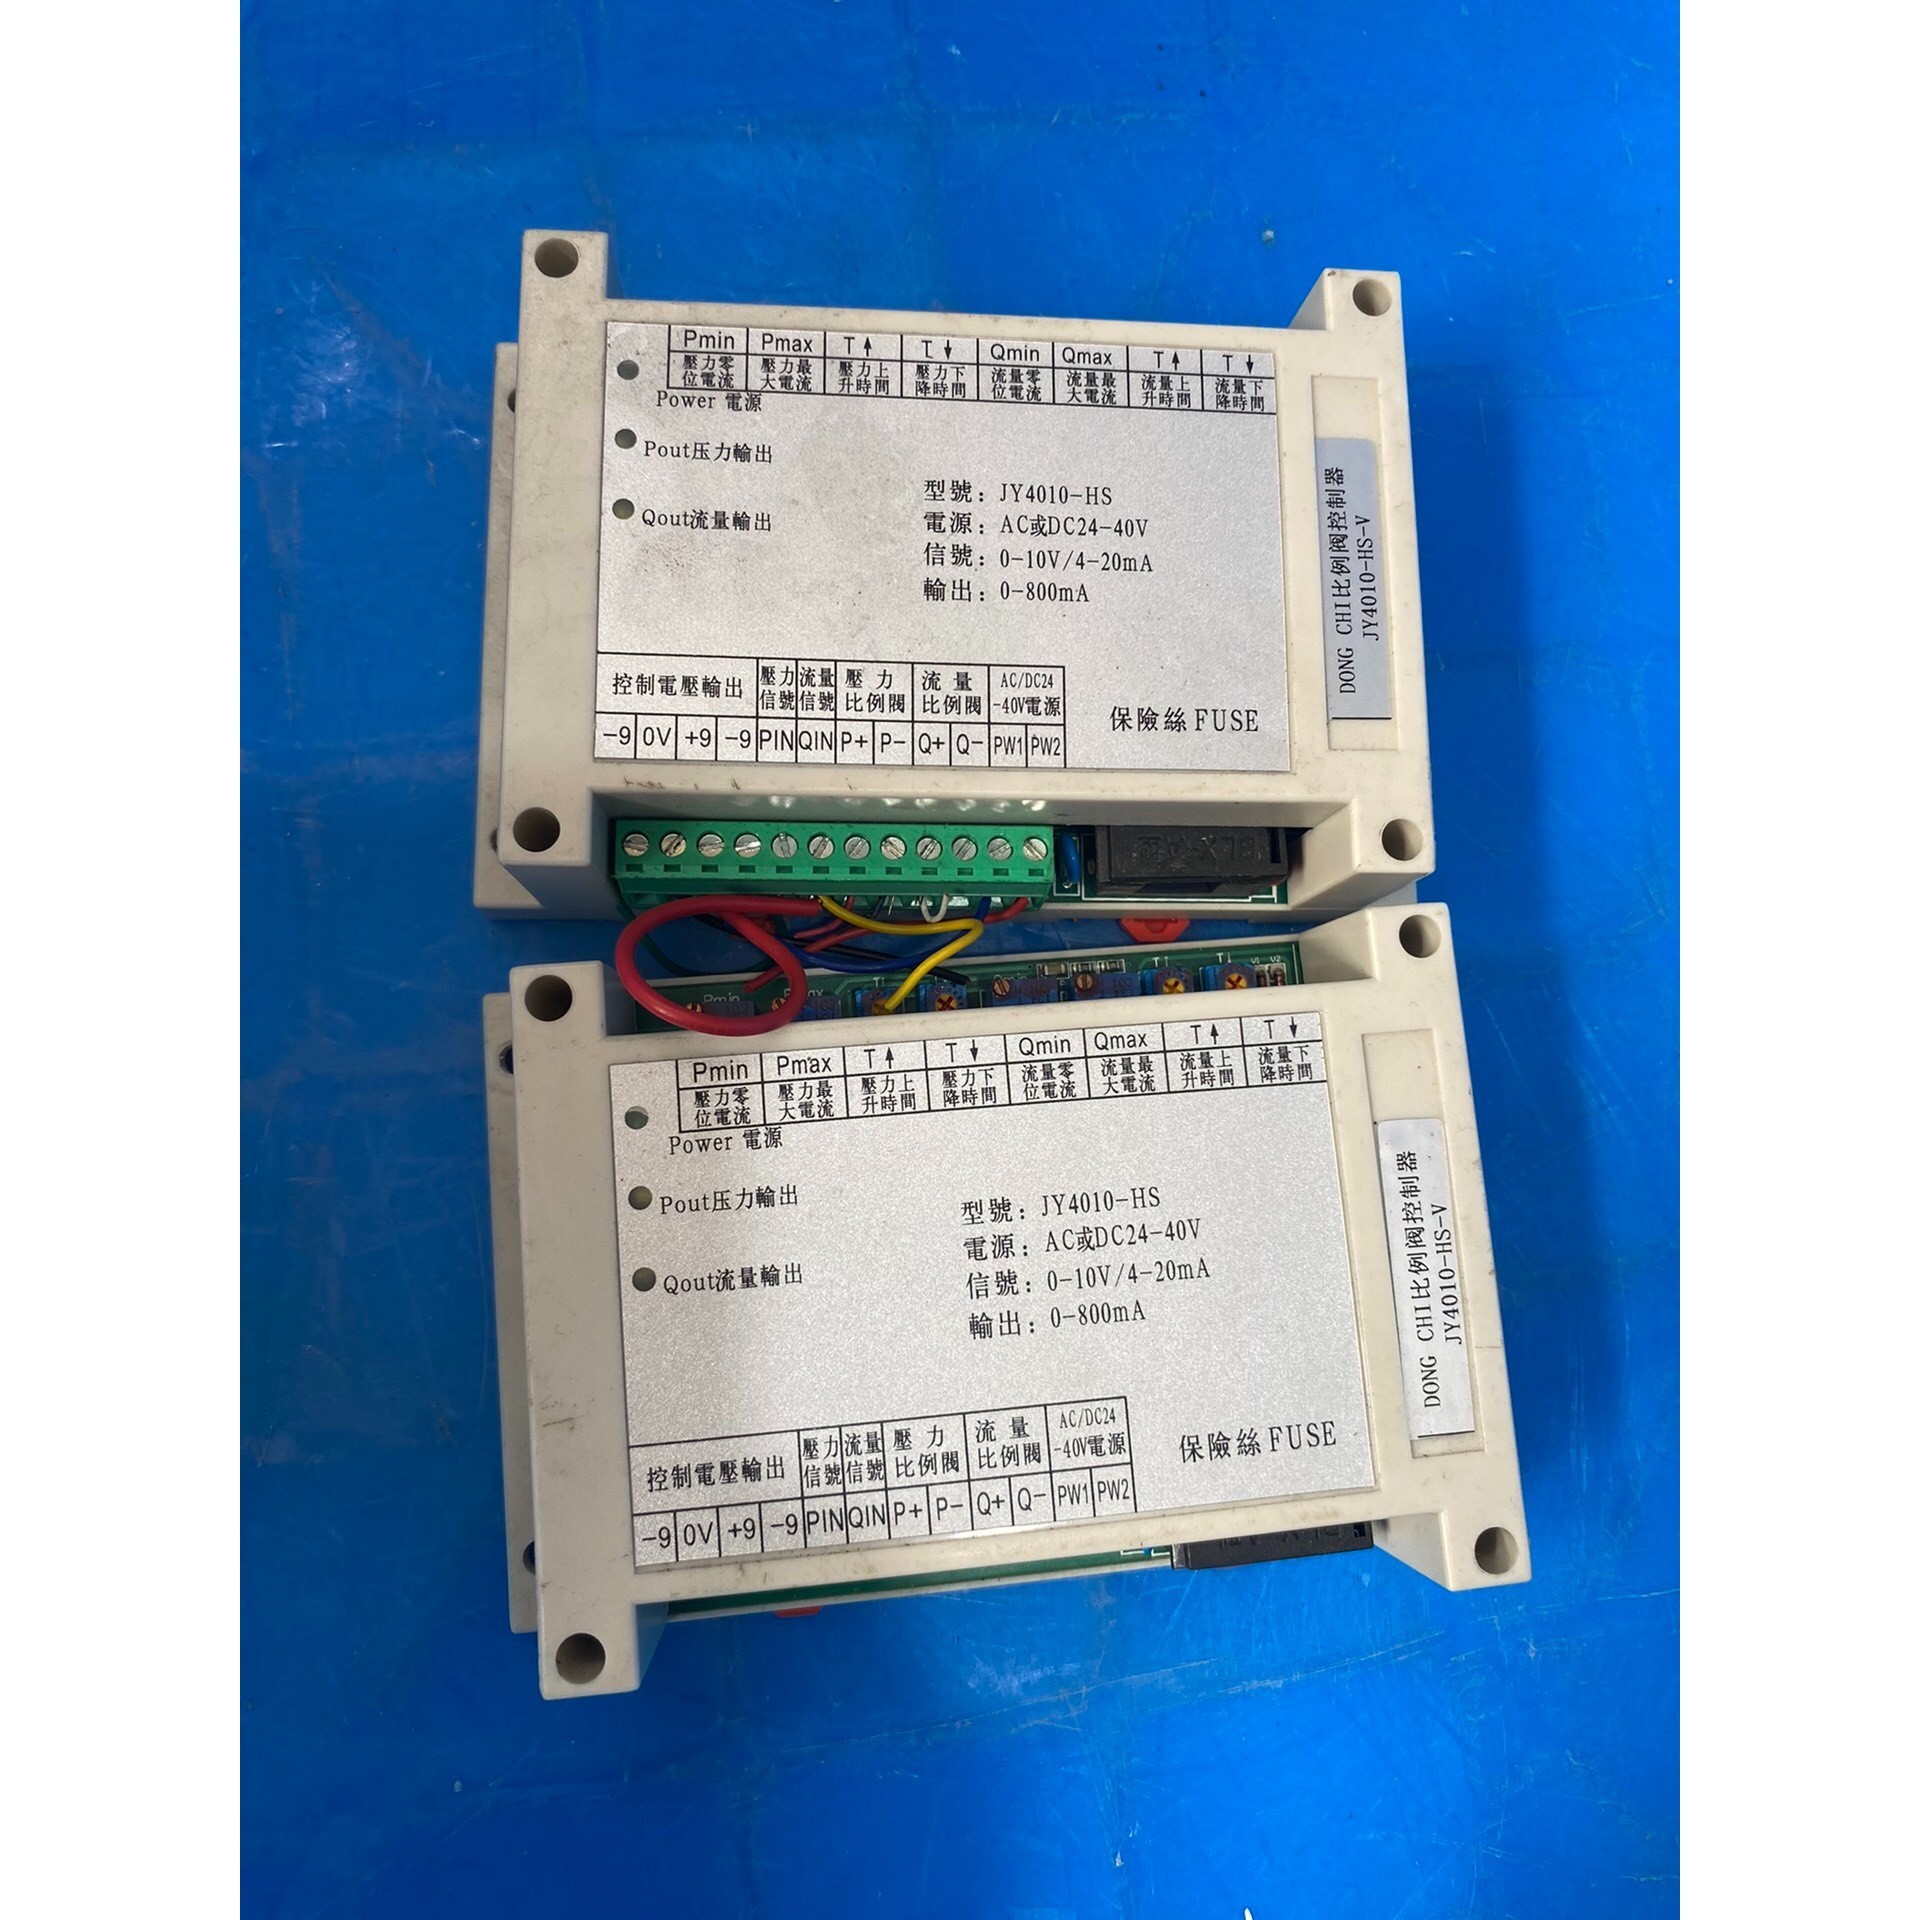 Pmin Pmax T↑ T↓ Qmin Qmax T↑ T↓
壓力零位電流 壓力最大電流 壓力上升時間 壓力下降時間 流量零位電流 流量最大電流 流量上升時間 流量下降時間
Power 電源
Pout压力輸出
Qout流量輸出
型號：JY4010-HS
電源：AC或DC24-40V
信號：0-10V/4-20mA
輸出：0-800mA
控制電壓輸出 壓力信號 流量信號 壓力比例閥 流量比例閥 AC/DC24-40V電源
-9 0V +9 -9 PIN QIN P+ P- Q+ Q- PW1 PW2
保險絲 FUSE
DONG CHI比例阀控制器
JY4010-HS-V
Pmin Pmax T↑ Qmin T↑ T↓ V1 V2
Pmin Pmax T↑ T↓ Qmin Qmax T↑ T↓
壓力零位電流 壓力最大電流 壓力上升時間 壓力下降時間 流量零位電流 流量最大電流 流量上升時間 流量下降時間
Power 電源
Pout压力輸出
Qout流量輸出
型號：JY4010-HS
電源：AC或DC24-40V
信號：0-10V/4-20mA
輸出：0-800mA
控制電壓輸出 壓力信號 流量信號 壓力比例閥 流量比例閥 AC/DC24-40V電源
-9 0V +9 -9 PIN QIN P+ P- Q+ Q- PW1 PW2
保險絲 FUSE
DONG CHI比例阀控制器
JY4010-HS-V